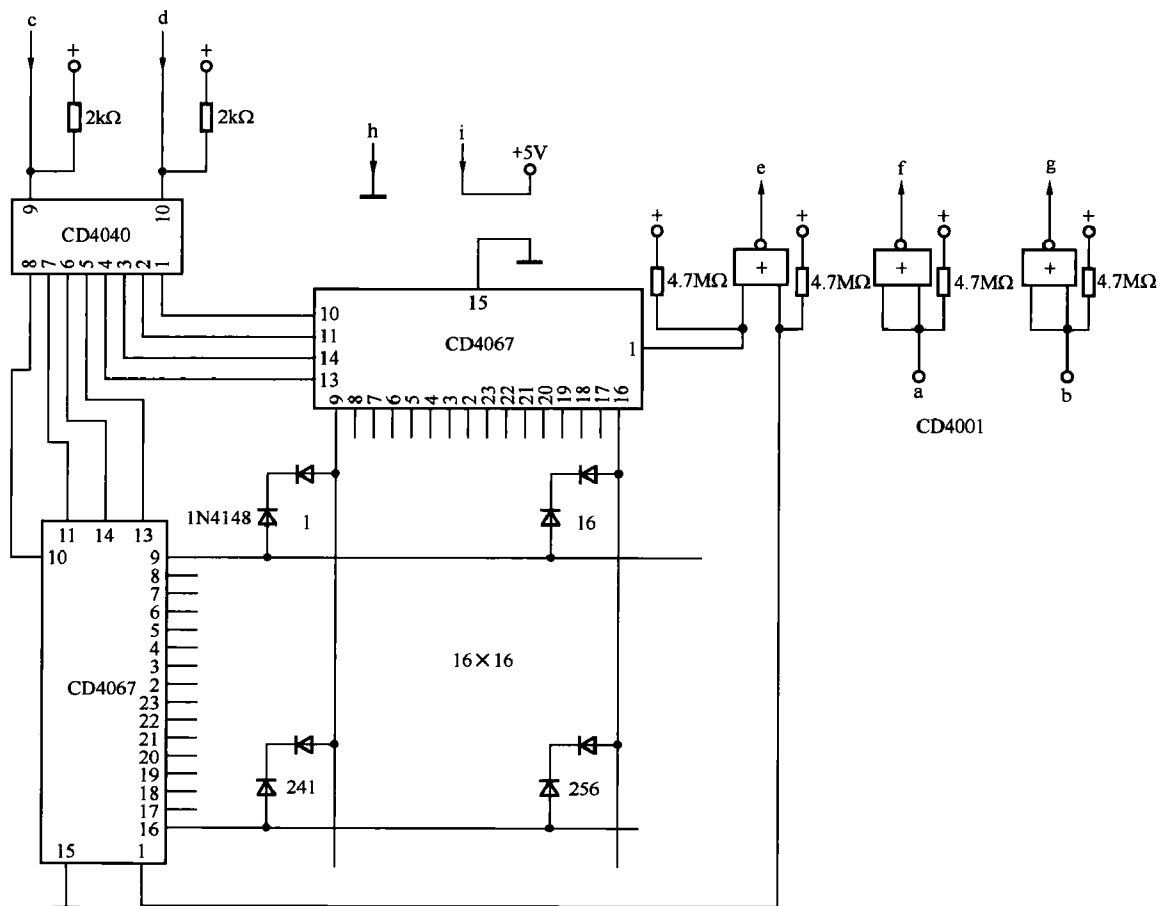 c
d
+
+
2kΩ
2kΩ
h
i
+5V
e
f
g
9
10
CD4040
8 7 6 5 4 3 2 1
+
+
+
+
+
+
+
4.7MΩ
4.7MΩ
4.7MΩ
4.7MΩ
15
10
11
14
13
CD4067
1
9 8 7 6 5 4 3 2 23 22 21 20 19 18 17 16
a
b
CD4001
1N4148
1
16
11 14 13
10
9
8
7
6
5
4
3
2
23
22
21
20
19
18
17
16
CD4067
15
1
16×16
241
256